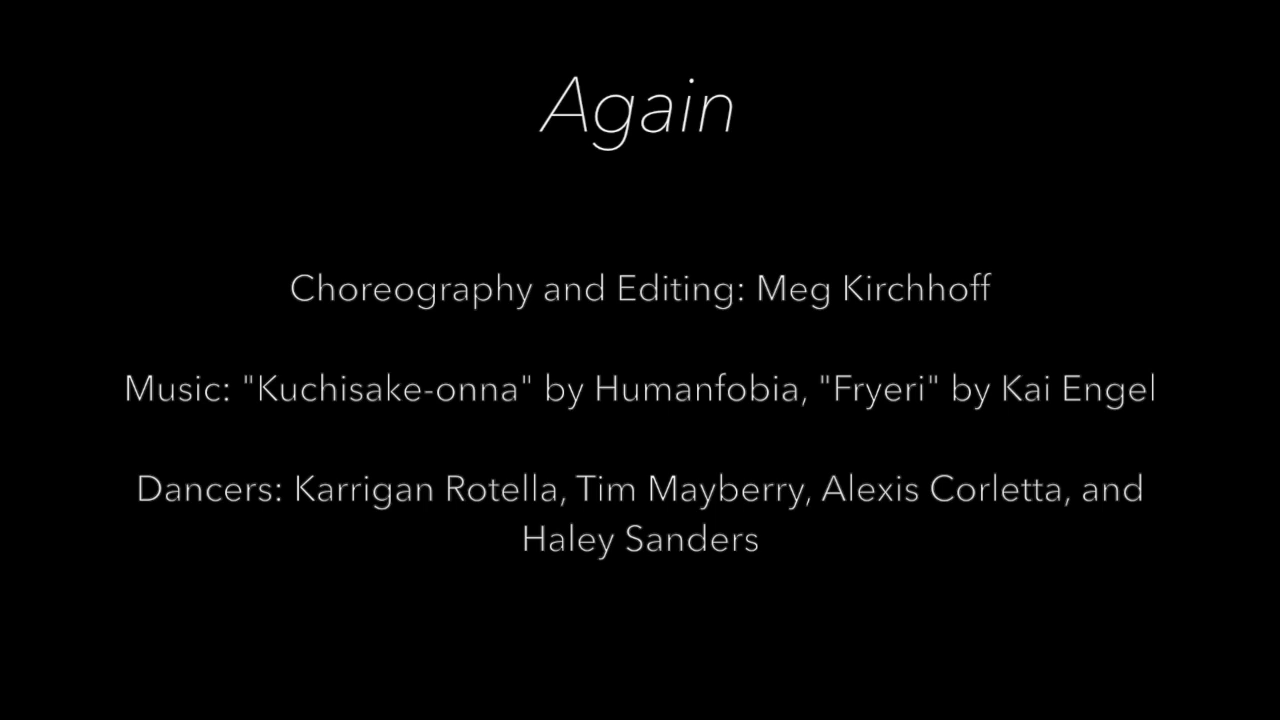 Again
Choreography and Editing: Meg Kirchhoff
Music: "Kuchisake-onna" by Humanfobia, "Fryeri" by Kai Engel
Dancers: Karrigan Rotella, Tim Mayberry, Alexis Corletta, and
Haley Sanders